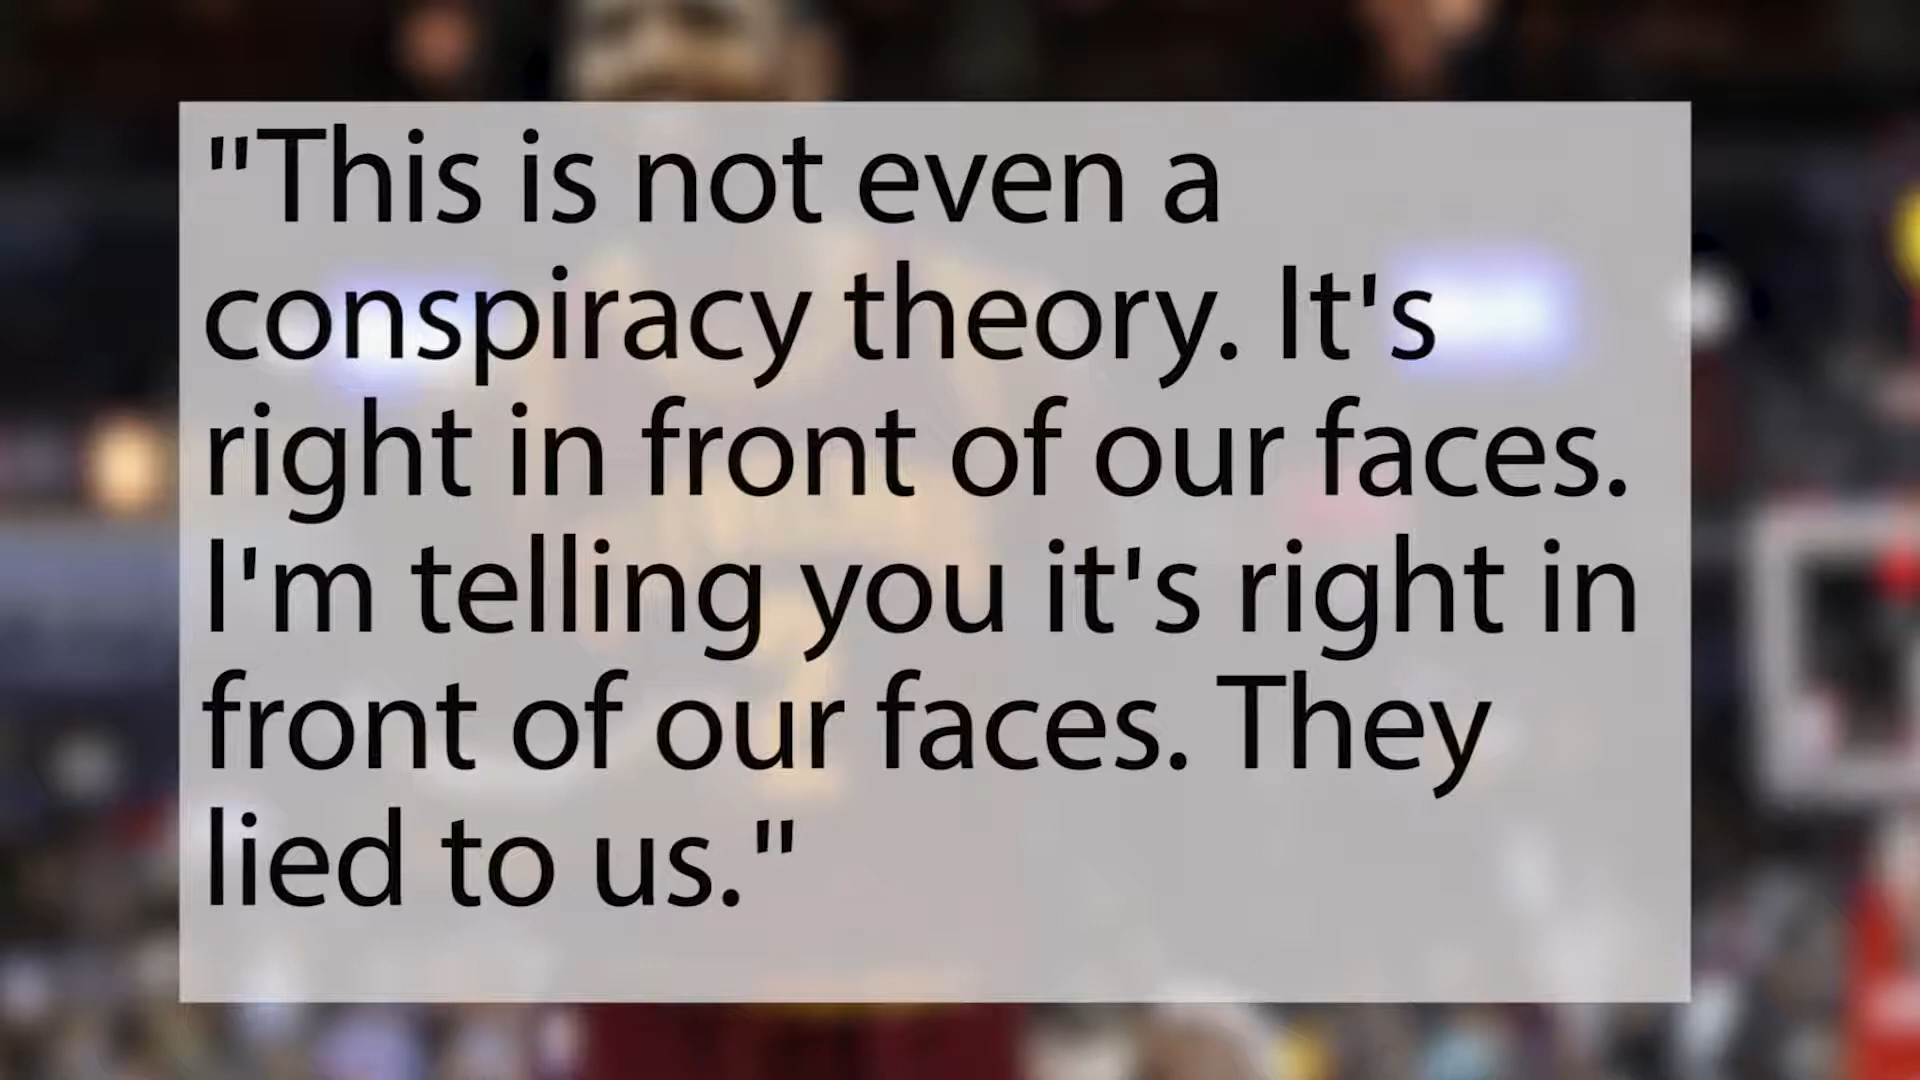 "This is not even a
conspiracy theory. It's
right in front of our faces.
I'm telling you it's right in
front of our faces. They
lied to us."